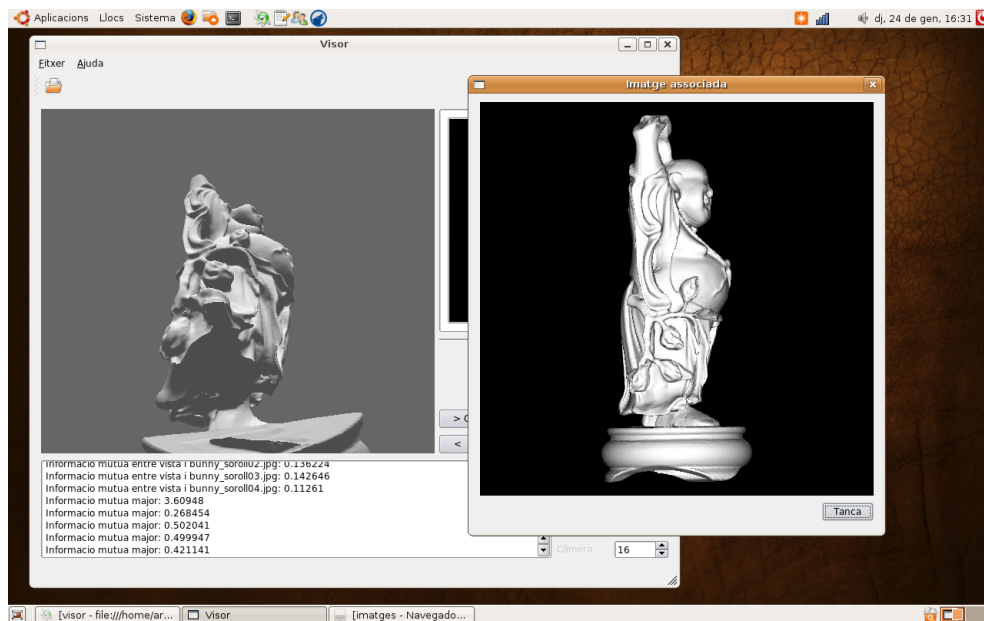 Aplicacions Llocs Sistema
dj, 24 de gen, 16:31
Visor
Fitxer Ajuda
Imatge associada
>
<
Informacio mutua entre vista i bunny_soroll02.jpg: 0.136224
Informacio mutua entre vista i bunny_soroll03.jpg: 0.142646
Informacio mutua entre vista i bunny_soroll04.jpg: 0.11261
Informacio mutua major: 3.60948
Informacio mutua major: 0.268454
Informacio mutua major: 0.502041
Informacio mutua major: 0.499947
Informacio mutua major: 0.421141
Tanca
Càmera 16
[visor - file:///home/ar... Visor [imatges - Navegado...